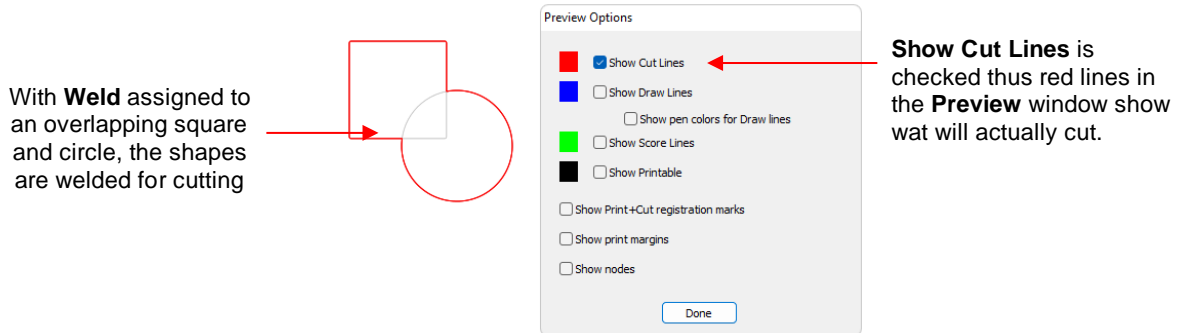 With Weld assigned to
an overlapping square
and circle, the shapes
are welded for cutting
Preview Options
Show Cut Lines
Show Draw Lines
Show pen colors for Draw lines
Show Score Lines
Show Printable
Show Print+Cut registration marks
Show print margins
Show nodes
Done
Show Cut Lines is
checked thus red lines in
the Preview window show
wat will actually cut.